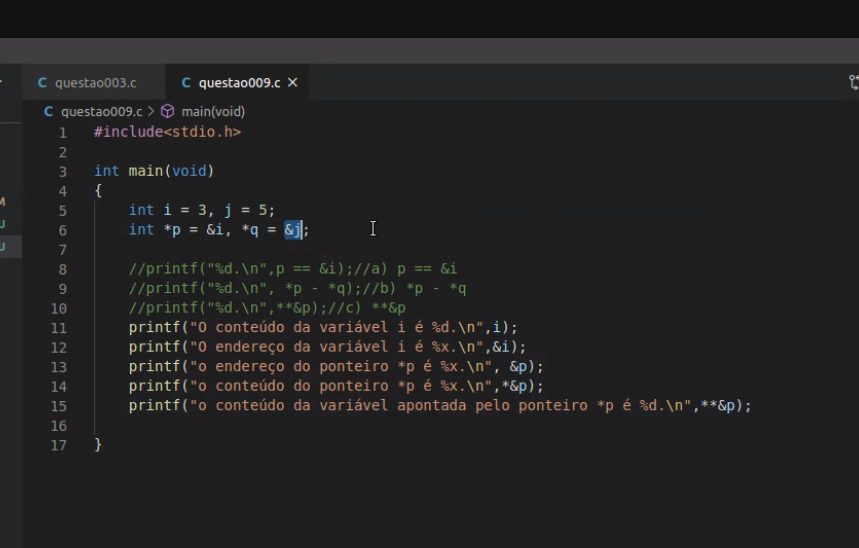 questao003.c questao009.c
questao009.c > main(void)
1 #include<stdio.h>
2
3 int main(void)
4 {
5 int i = 3, j = 5;
6 int *p = &i, *q = &j;
7
8 //printf("%d.\n",p == &i);//a) p == &i
9 //printf("%d.\n", *p - *q);//b) *p - *q
10 //printf("%d.\n",**&p);//c) **&p
11 printf("O conteúdo da variável i é %d.\n",i);
12 printf("O endereço da variável i é %x.\n",&i);
13 printf("o endereço do ponteiro *p é %x.\n", &p);
14 printf("o conteúdo do ponteiro *p é %x.\n",*&p);
15 printf("o conteúdo da variável apontada pelo ponteiro *p é %d.\n",**&p);
16
17 }